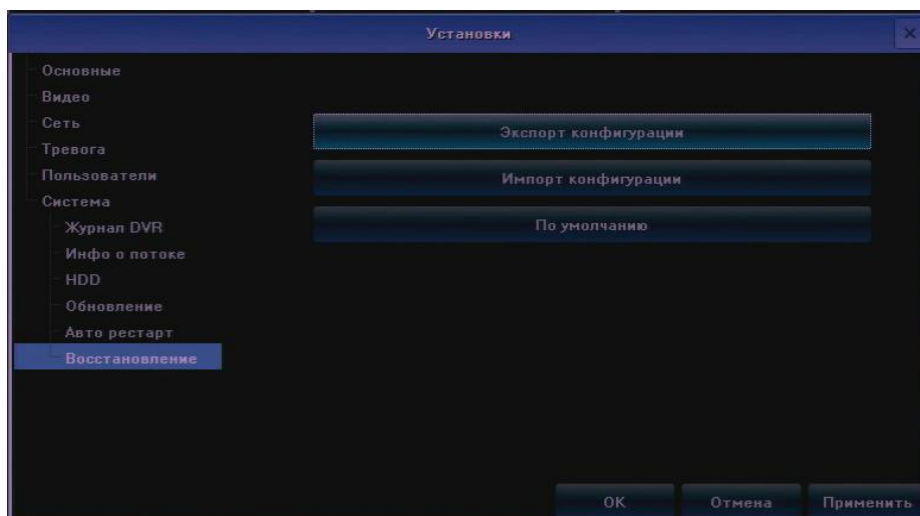 Установки
Основные
Видео
Сеть
Тревога
Пользователи
Система
Журнал DVR
Инфо о потоке
HDD
Обновление
Авто рестарт
Восстановление
Экспорт конфигурации
Импорт конфигурации
По умолчанию
OK
Отмена
Применить